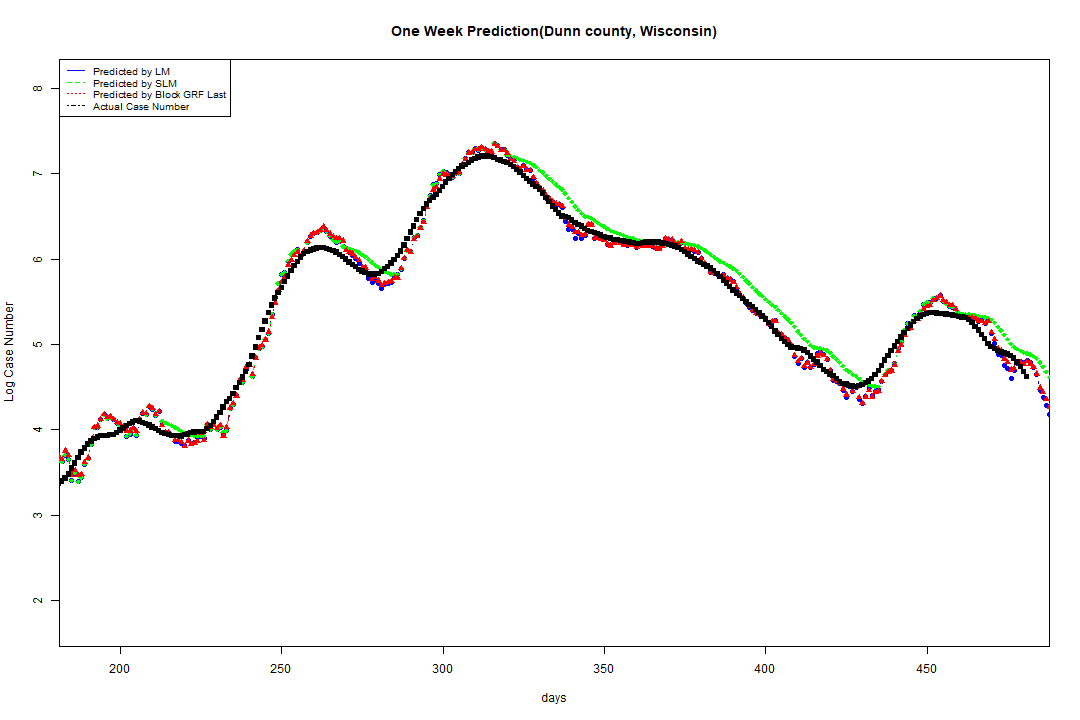 One Week Prediction(Dunn county, Wisconsin)
Predicted by LM
Predicted by SLM
Predicted by Block GRF Last
Actual Case Number
8
7
6
5
4
3
2
Log Case Number
200 250 300 350 400 450
days